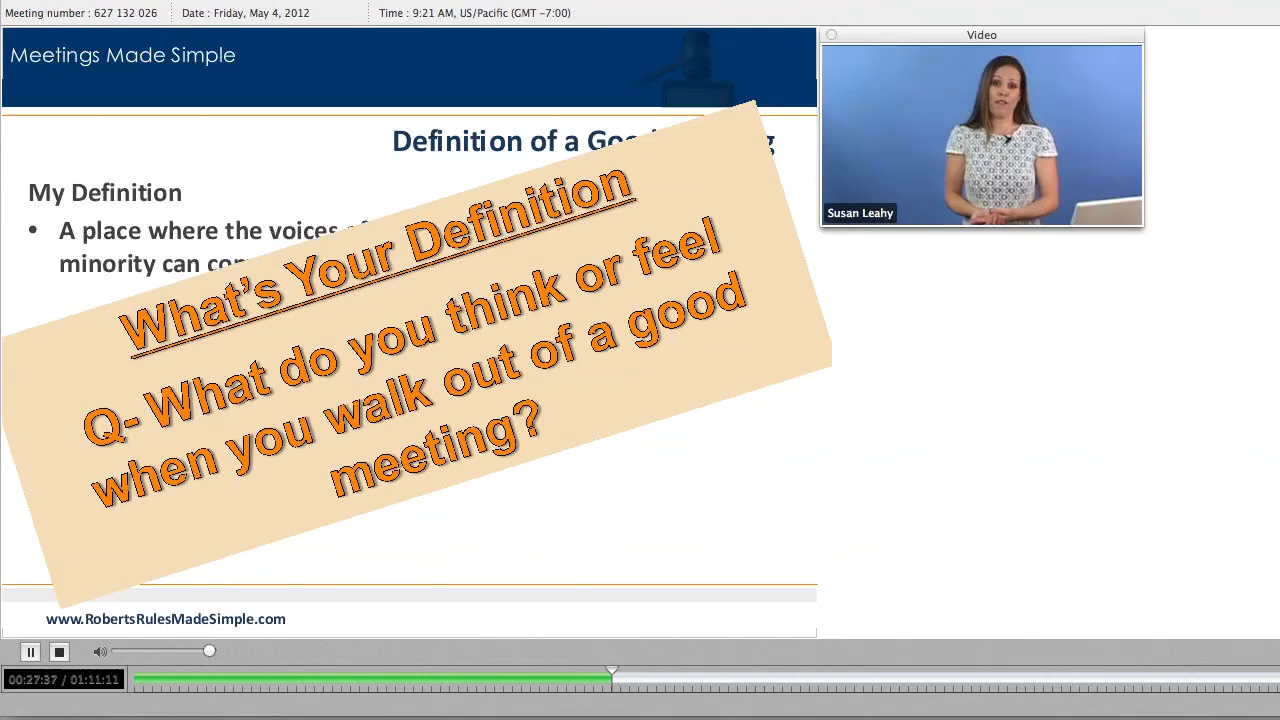 Meeting number : 627 132 026
Date : Friday, May 4, 2012
Time : 9:21 AM, US/Pacific (GMT -7:00)
Meetings Made Simple
Video
Definition of a
My Definition
• A place where the voices
minority can
What's Your Definition
Q- What do you think or feel
when you walk out of a good
meeting?
Susan Leahy
www.RobertsRulesMadeSimple.com
00:27:37 / 01:11:11